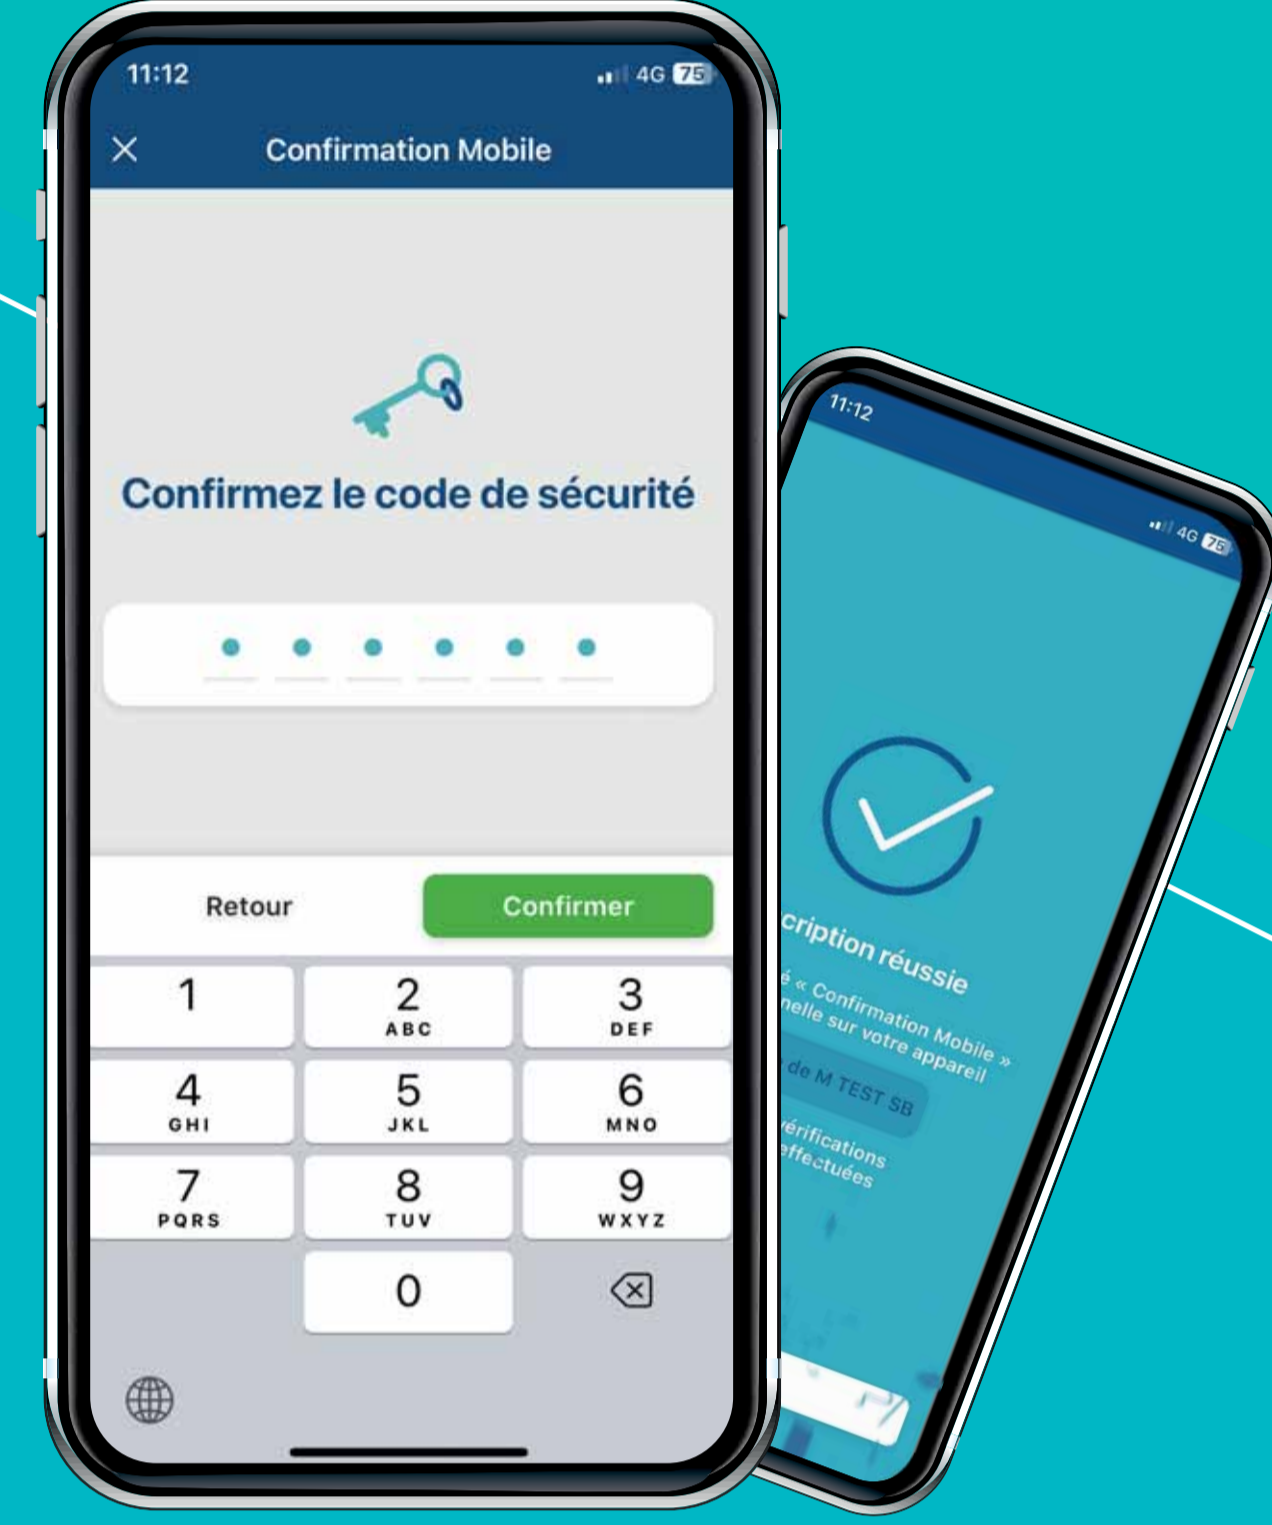 11:12
4G 75
Confirmation Mobile
Confirmez le code de sécurité
Retour
Confirmer
1
2
ABC
3
DEF
4
GHI
5
JKL
6
MNO
7
PQRS
8
TUV
9
WXYZ
0
11:12
4G 75
cription réussie
é « Confirmation Mobile »
nelle sur votre appareil
de M TEST SB
vérifications
effectuées